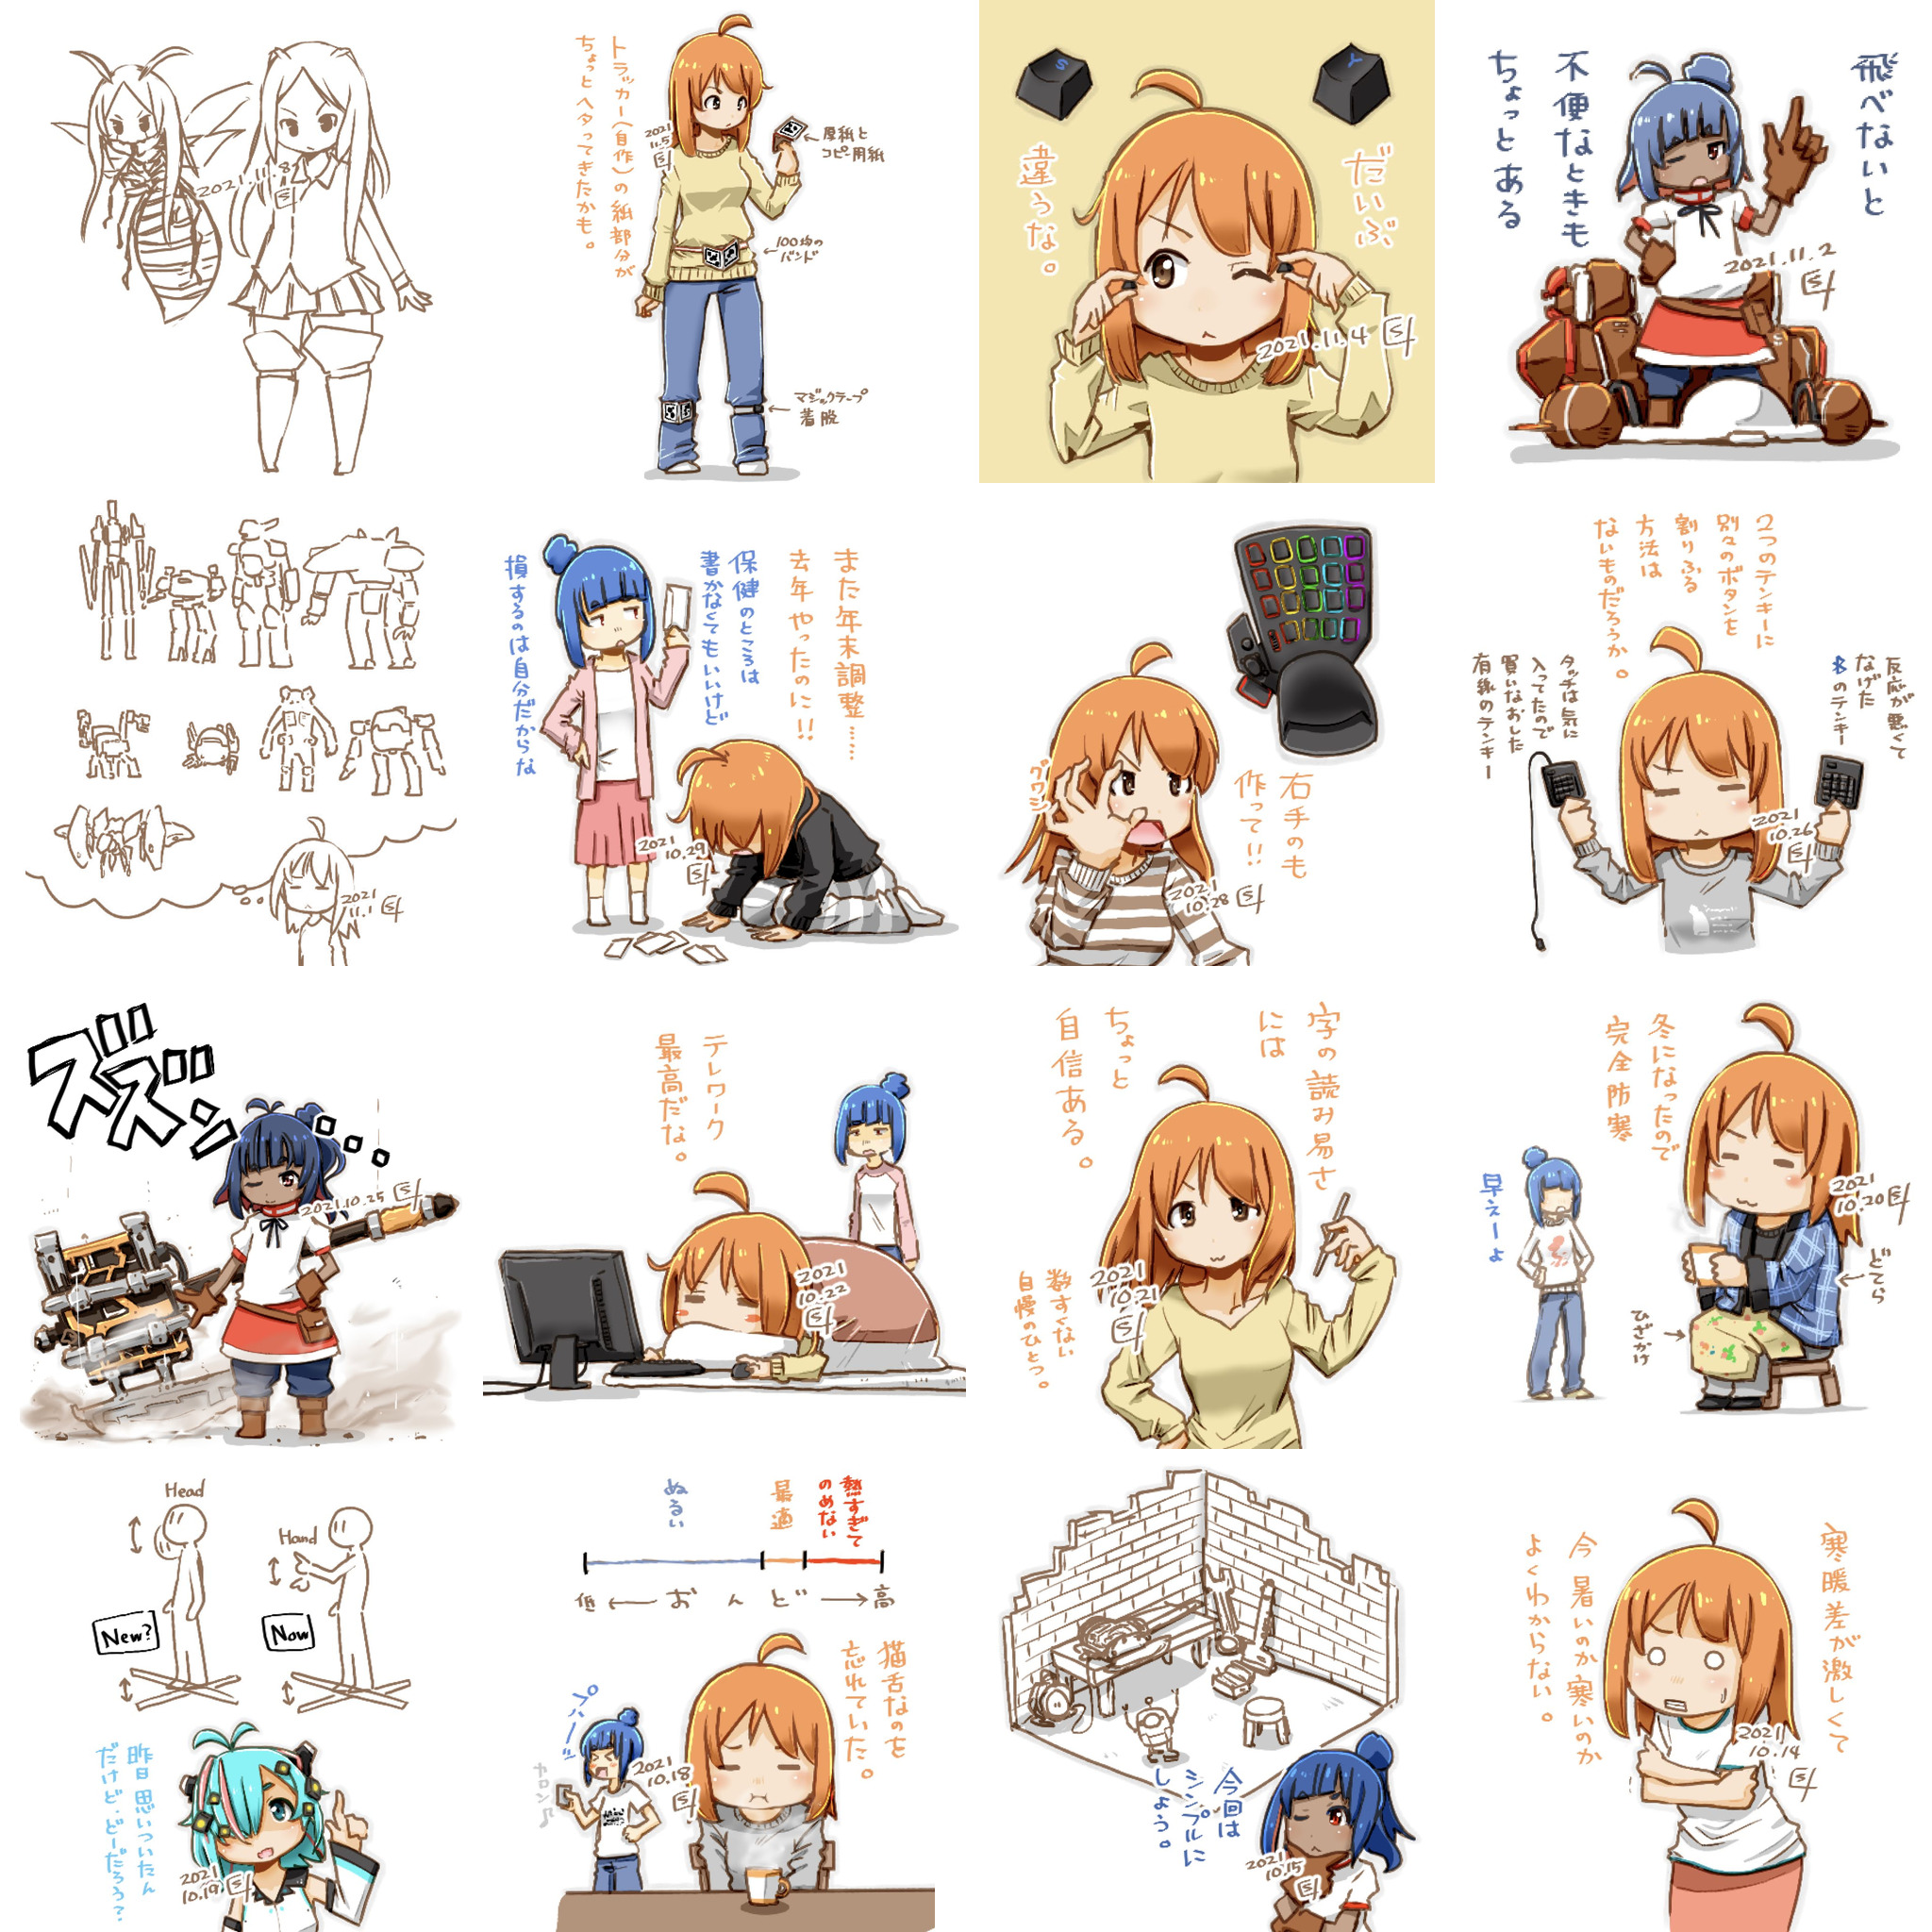 2021.11.8
トラッカー(自作)の紙部分が
ちょっとヘタってきたかも。
2021
11.5
厚紙と
コピー用紙
100均の
バンド
マジックテープ
着脱
S
Y
だいぶ
違うな。
2021.11.4
飛べないと
不便なときも
ちょっとある
2021.11.2
2021
11.1
また年末調整……
去年やったのに!!
保健のところは
書かなくてもいいけど
損するのは自分だからな
2021
10.29
グワシ
右手のも
作って!!
2021
10.28
2つのテンキーに
別々のボタンを
割りふる
方法は
ないものだろうか。
反応が悪くて
なげた
のテンキー
タッチは気に
入ってたので
買いなおした
有線のテンキー
2021
10.26
ズズズン
2021.10.25
テレワーク
最高だな。
2021
10.22
字の読み易さ
には
ちょっと
自信ある。
数すくない
自慢のひとつ。
2021
10.21
冬になったので
完全防寒
早えーよ
2021
10.20
どてら
ひざかけ
Head
Hand
New?
Now
昨日思いついたん
だけど、どーだろう?
2021
10.19
ぬるい
最適
熱すぎて
のめない
低 ← おんど → 高
猫舌なのを
忘れていた。
プハーッ
カロン
2021
10.18
今回は
シンプルに
しよう。
2021
10.15
寒暖差が激しくて
今暑いのか寒いのか
よくわからない。
2021
10.14